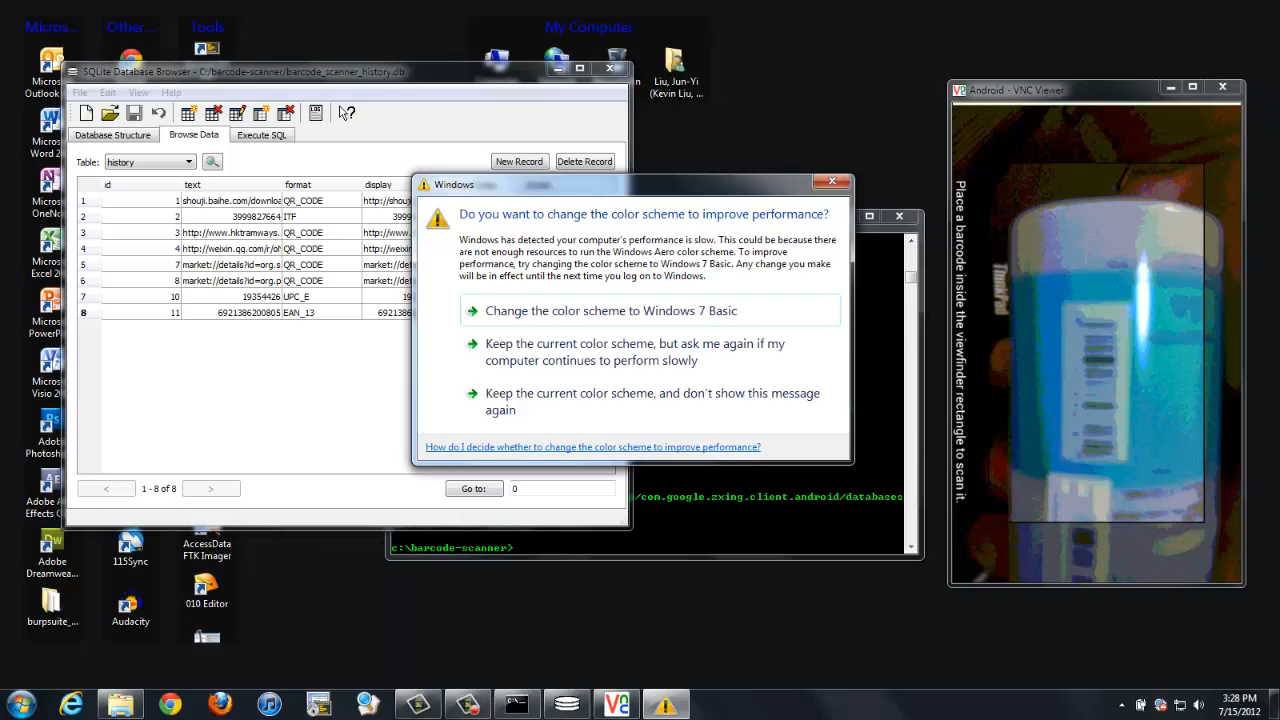 Micros...
Other...
Tools
My Computer
Micros...
Outlook
Micros...
Word 2...
Micros...
OneNo...
Micros...
Excel 2...
Micros...
PowerP...
Micros...
Visio 2...
Adobe
Photosh...
Adobe A...
Effects C...
Adobe
Dreamwea...
burpsuite_...
115Sync
Audacity
AccessData
FTK Imager
010 Editor
Liu, Jun-Yi
(Kevin Liu, ...
SQLite Database Browser - C:/barcode-scanner/barcode_scanner_history.db
File Edit View Help
LOG
Database Structure Browse Data Execute SQL
Table: history New Record Delete Record
id text format display
1 1 shouji.baihe.com/downloa QR_CODE http://shouj
2 2 3999827664 ITF 3999
3 3 http://www.hktramways. QR_CODE http://www.
4 4 http://weixin.qq.com/r/oh QR_CODE http://weixi
5 7 market://details?id=org.s QR_CODE market://de
6 8 market://details?id=org.p QR_CODE market://de
7 10 19354426 UPC_E 19
8 11 6921386200805 EAN_13 69213
< 1 - 8 of 8 > Go to: 0
Windows
Do you want to change the color scheme to improve performance?
Windows has detected your computer's performance is slow. This could be because there
are not enough resources to run the Windows Aero color scheme. To improve
performance, try changing the color scheme to Windows 7 Basic. Any change you make
will be in effect until the next time you log on to Windows.
Change the color scheme to Windows 7 Basic
Keep the current color scheme, but ask me again if my
computer continues to perform slowly
Keep the current color scheme, and don't show this message
again
How do I decide whether to change the color scheme to improve performance?
/com.google.zxing.client.android/databases
c:\barcode-scanner>
Android - VNC Viewer
Place a barcode inside the viewfinder rectangle to scan it.
ThinkPad
3:28 PM
7/15/2012